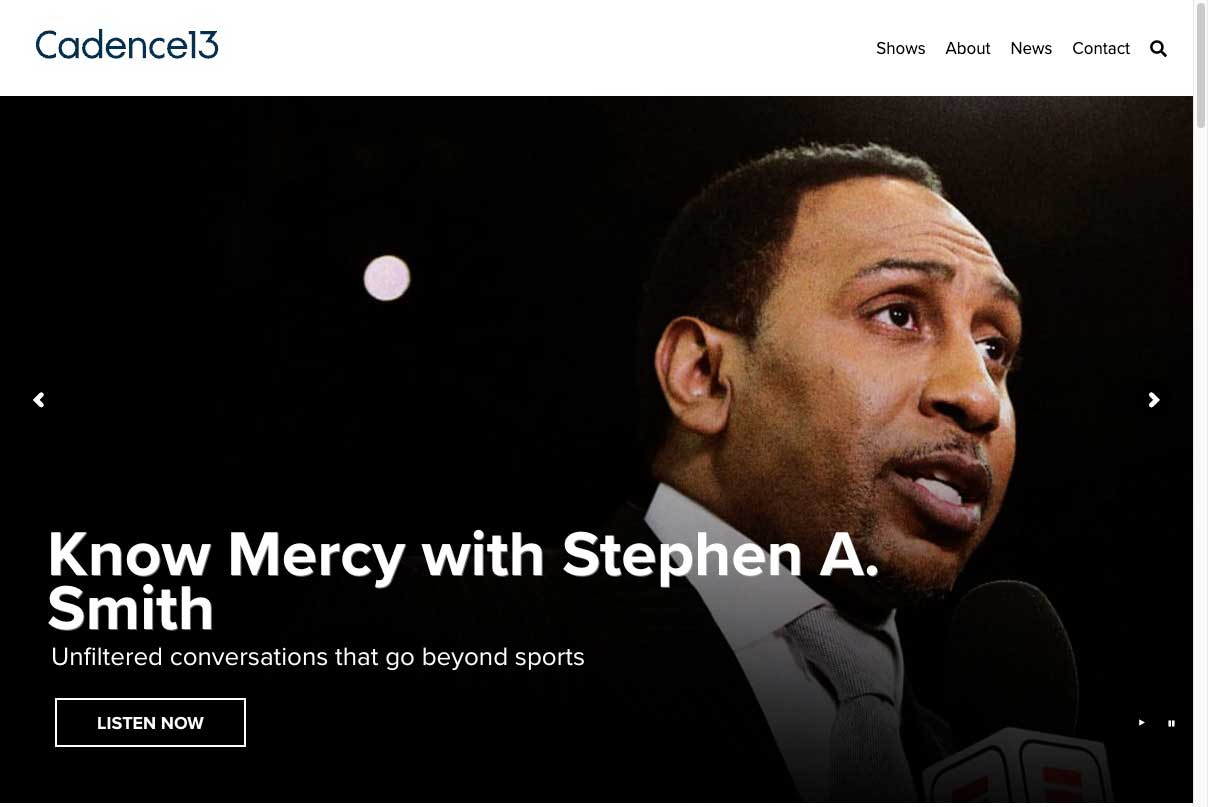 Cadence13
Shows About News Contact
Know Mercy with Stephen A.
Smith
Unfiltered conversations that go beyond sports
LISTEN NOW